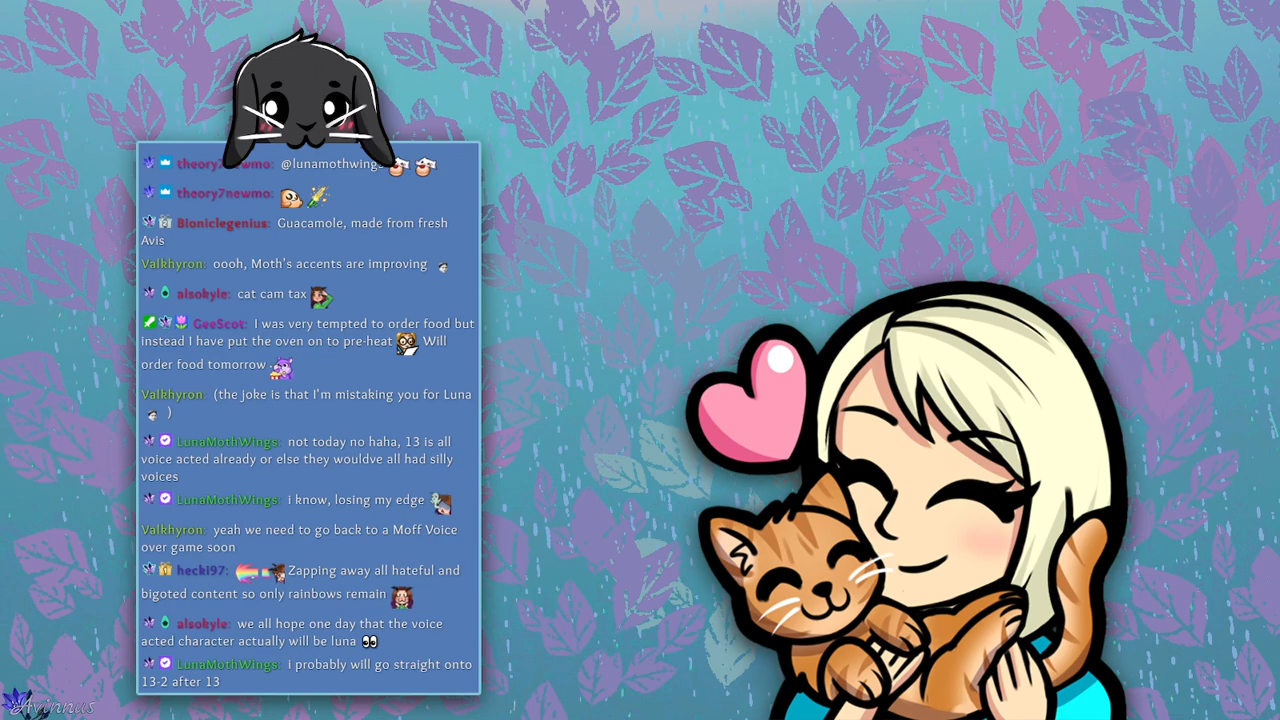 theory7newmo: @lunamothwings
theory7newmo:
Bioniclegenius: Guacamole, made from fresh
Avis
Valkhyron: oooh, Moth's accents are improving
alsokyle: cat cam tax
GeeScot: I was very tempted to order food but
instead I have put the oven on to pre-heat Will
order food tomorrow
Valkhyron: (the joke is that I'm mistaking you for Luna
)
LunaMothWings: not today no haha, 13 is all
voice acted already or else they wouldve all had silly
voices
LunaMothWings: i know, losing my edge
Valkhyron: yeah we need to go back to a Moff Voice
over game soon
hecki97: Zapping away all hateful and
bigoted content so only rainbows remain
alsokyle: we all hope one day that the voice
acted character actually will be luna
LunaMothWings: i probably will go straight onto
13-2 after 13
Avinnus